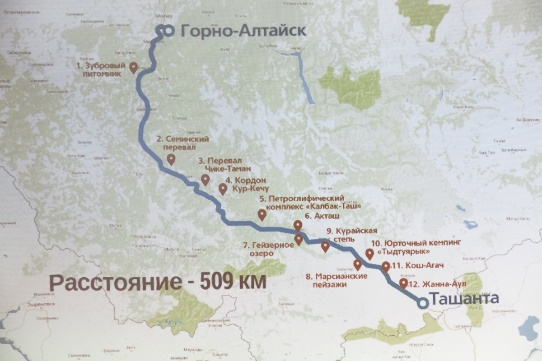 Горно-Алтайск
1. Зубровый
питомник
2. Семинский
перевал
3. Перевал
Чике-Таман
4. Кордон
Кур-Кечу
5. Петроглифический
комплекс «Калбак-Таш»
6. Акташ
7. Гейзерное
озеро
9. Курайская
степь
10. Юрточный кемпинг
«Тыдтуярык»
8. Марсианские
пейзажи
11. Кош-Агач
12. Жанна-Аул
Расстояние - 509 км
Ташанта